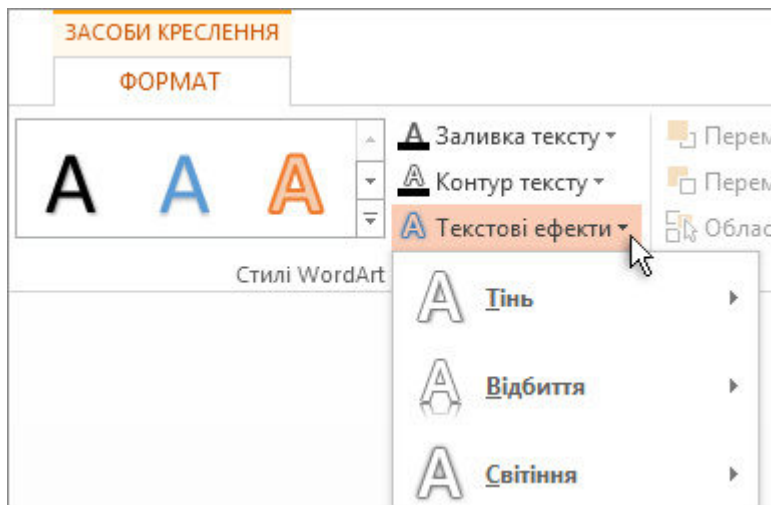 ЗАСОБИ КРЕСЛЕННЯ
ФОРМАТ
A A A
Заливка тексту
Контур тексту
Текстові ефекти
Стилі WordArt
Тінь
Відбиття
Світіння